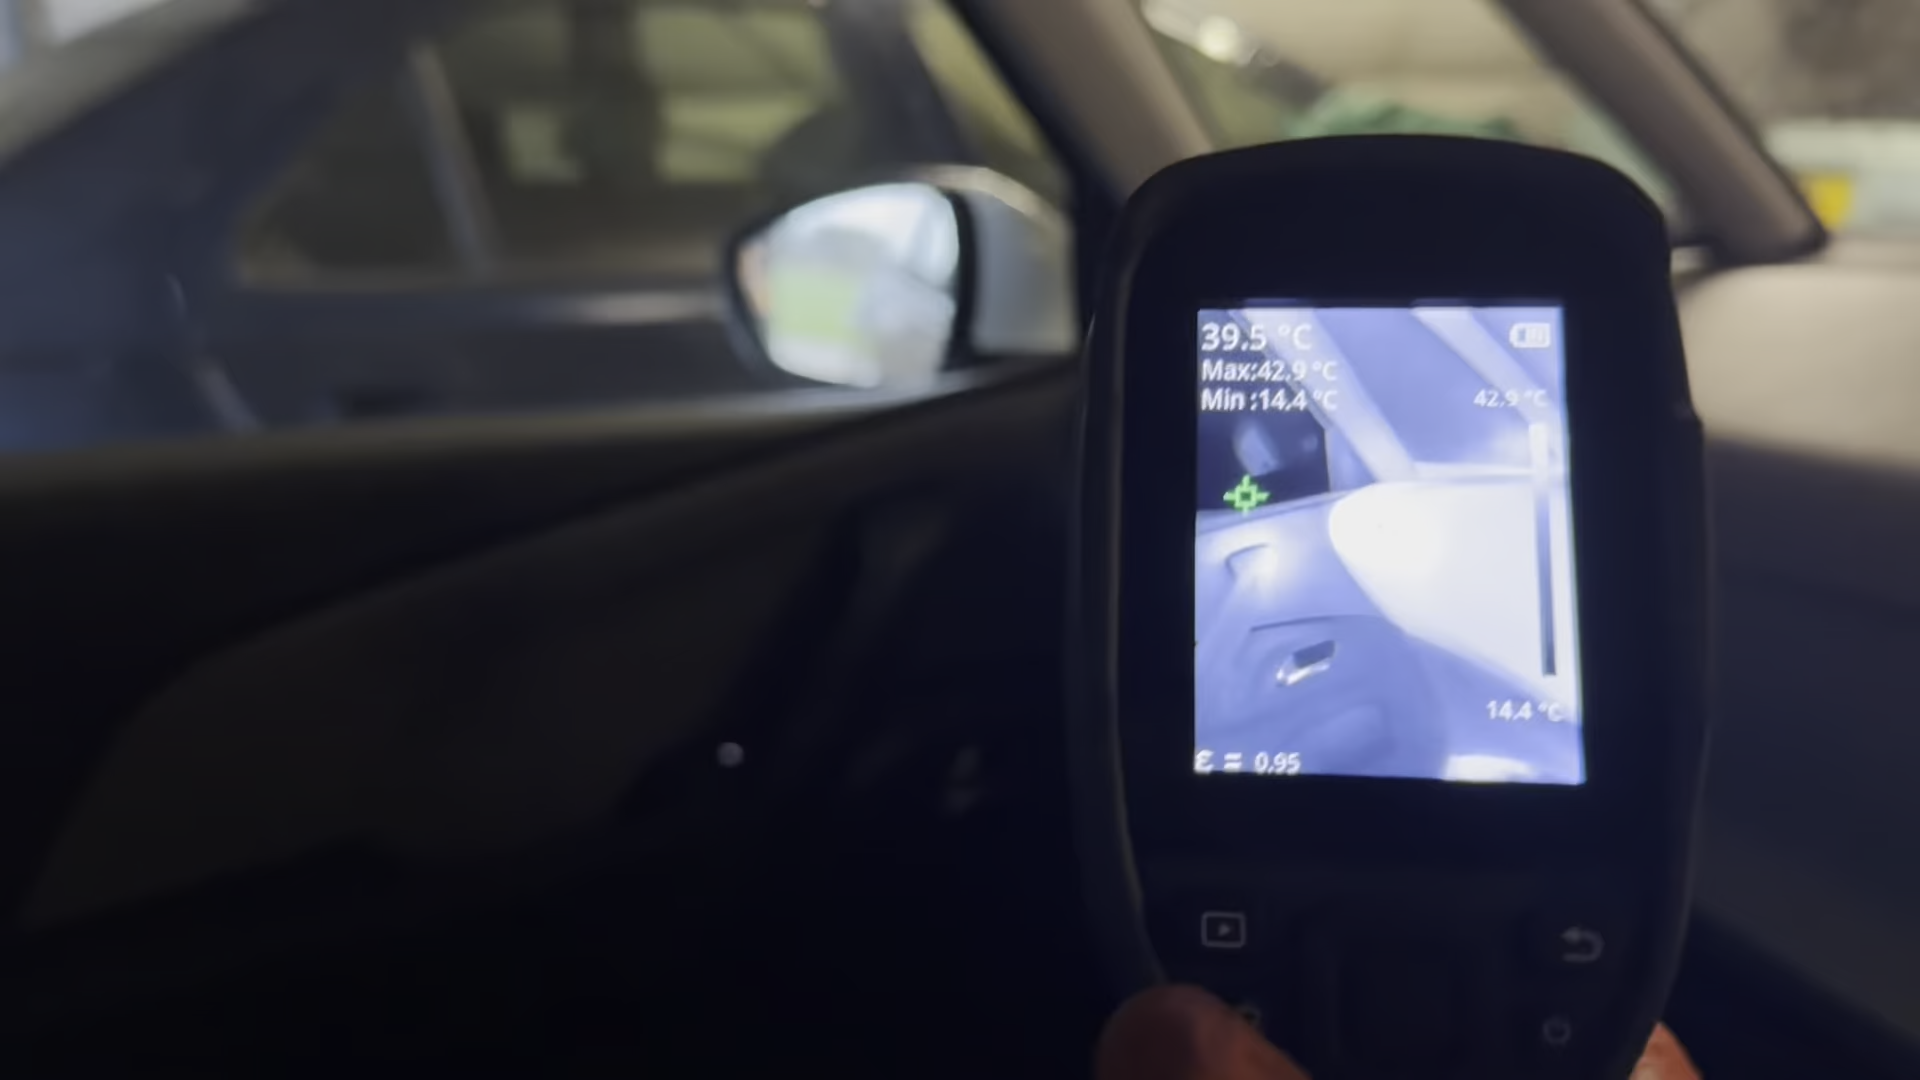 39.5 °C
Max:42.9 °C
Min :14.4 °C
42.9 °C
14.4 °C
ε = 0.95